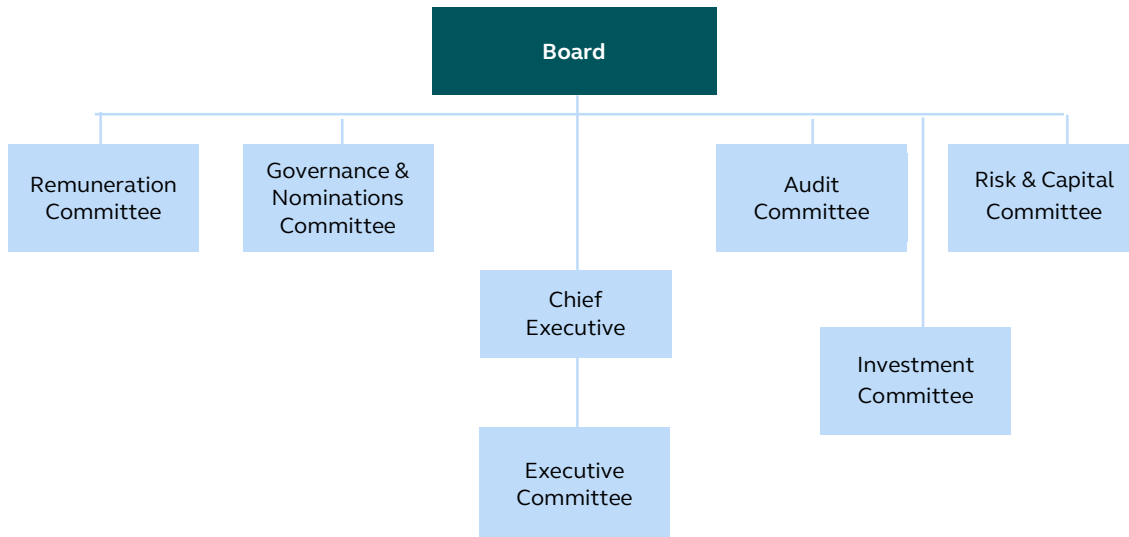 Board
Remuneration
Committee
Governance &
Nominations
Committee
Audit
Committee
Risk & Capital
Committee
Chief
Executive
Investment
Committee
Executive
Committee